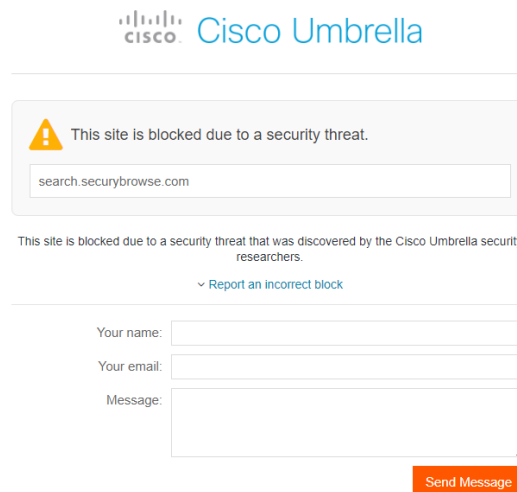 cisco. Cisco Umbrella
This site is blocked due to a security threat.
search.securybrowse.com
This site is blocked due to a security threat that was discovered by the Cisco Umbrella securit
researchers.
Report an incorrect block
Your name:
Your email:
Message:
Send Message